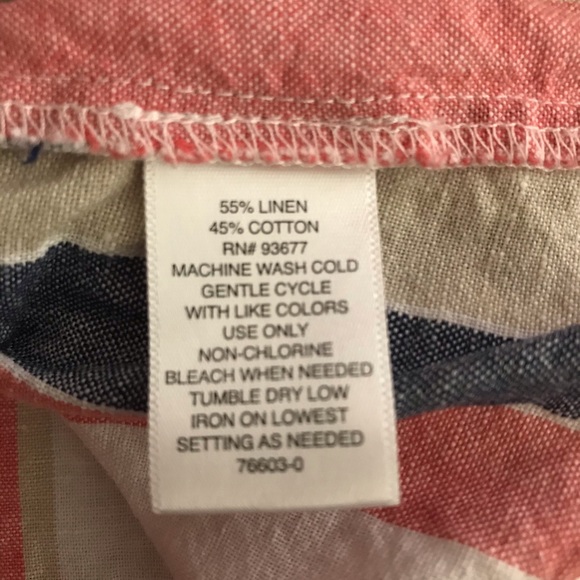 55% LINEN
45% COTTON
RN# 93677
MACHINE WASH COLD
GENTLE CYCLE
WITH LIKE COLORS
USE ONLY
NON-CHLORINE
BLEACH WHEN NEEDED
TUMBLE DRY LOW
IRON ON LOWEST
SETTING AS NEEDED
76603-0